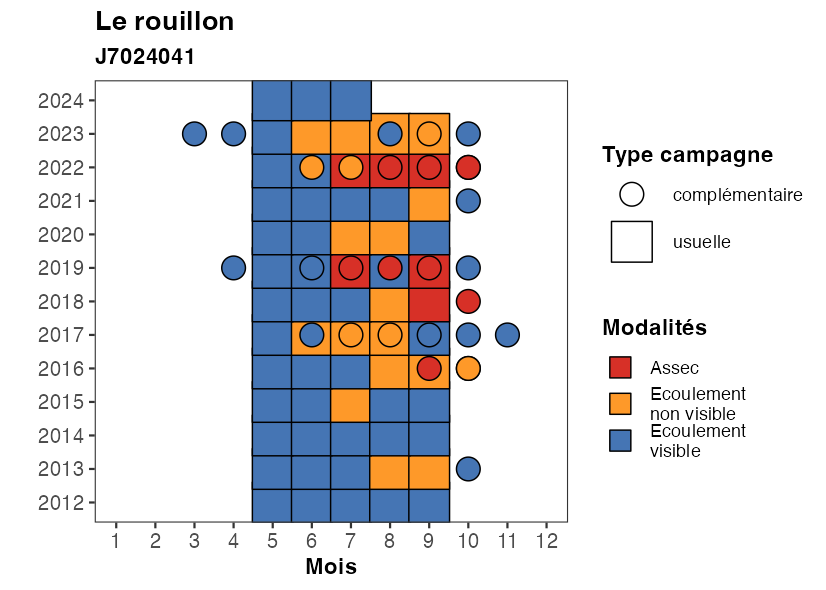 Le rouillon
J7024041
2024
2023
2022
2021
2020
2019
2018
2017
2016
2015
2014
2013
2012
1 2 3 4 5 6 7 8 9 10 11 12
Mois
Type campagne
complémentaire
usuelle
Modalités
Assec
Ecoulement
non visible
Ecoulement
visible